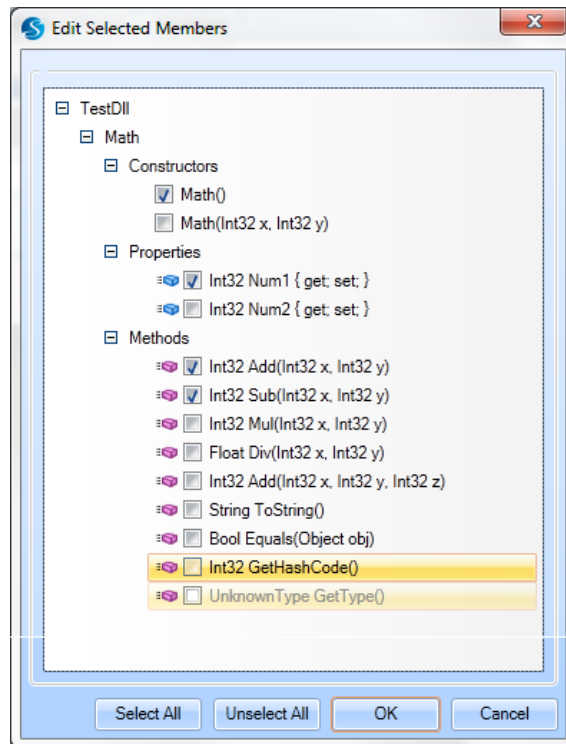 Edit Selected Members
TestDll
Math
Constructors
Math()
Math(Int32 x, Int32 y)
Properties
Int32 Num1 { get; set; }
Int32 Num2 { get; set; }
Methods
Int32 Add(Int32 x, Int32 y)
Int32 Sub(Int32 x, Int32 y)
Int32 Mul(Int32 x, Int32 y)
Float Div(Int32 x, Int32 y)
Int32 Add(Int32 x, Int32 y, Int32 z)
String ToString()
Bool Equals(Object obj)
Int32 GetHashCode()
UnknownType GetType()
Select All Unselect All OK Cancel